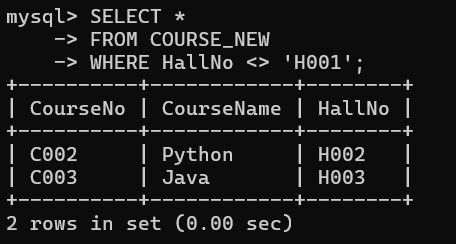 mysql> SELECT *
    -> FROM COURSE_NEW
    -> WHERE HallNo <> 'H001';
+----------+------------+--------+
| CourseNo | CourseName | HallNo |
+----------+------------+--------+
| C002     | Python     | H002   |
| C003     | Java       | H003   |
+----------+------------+--------+
2 rows in set (0.00 sec)